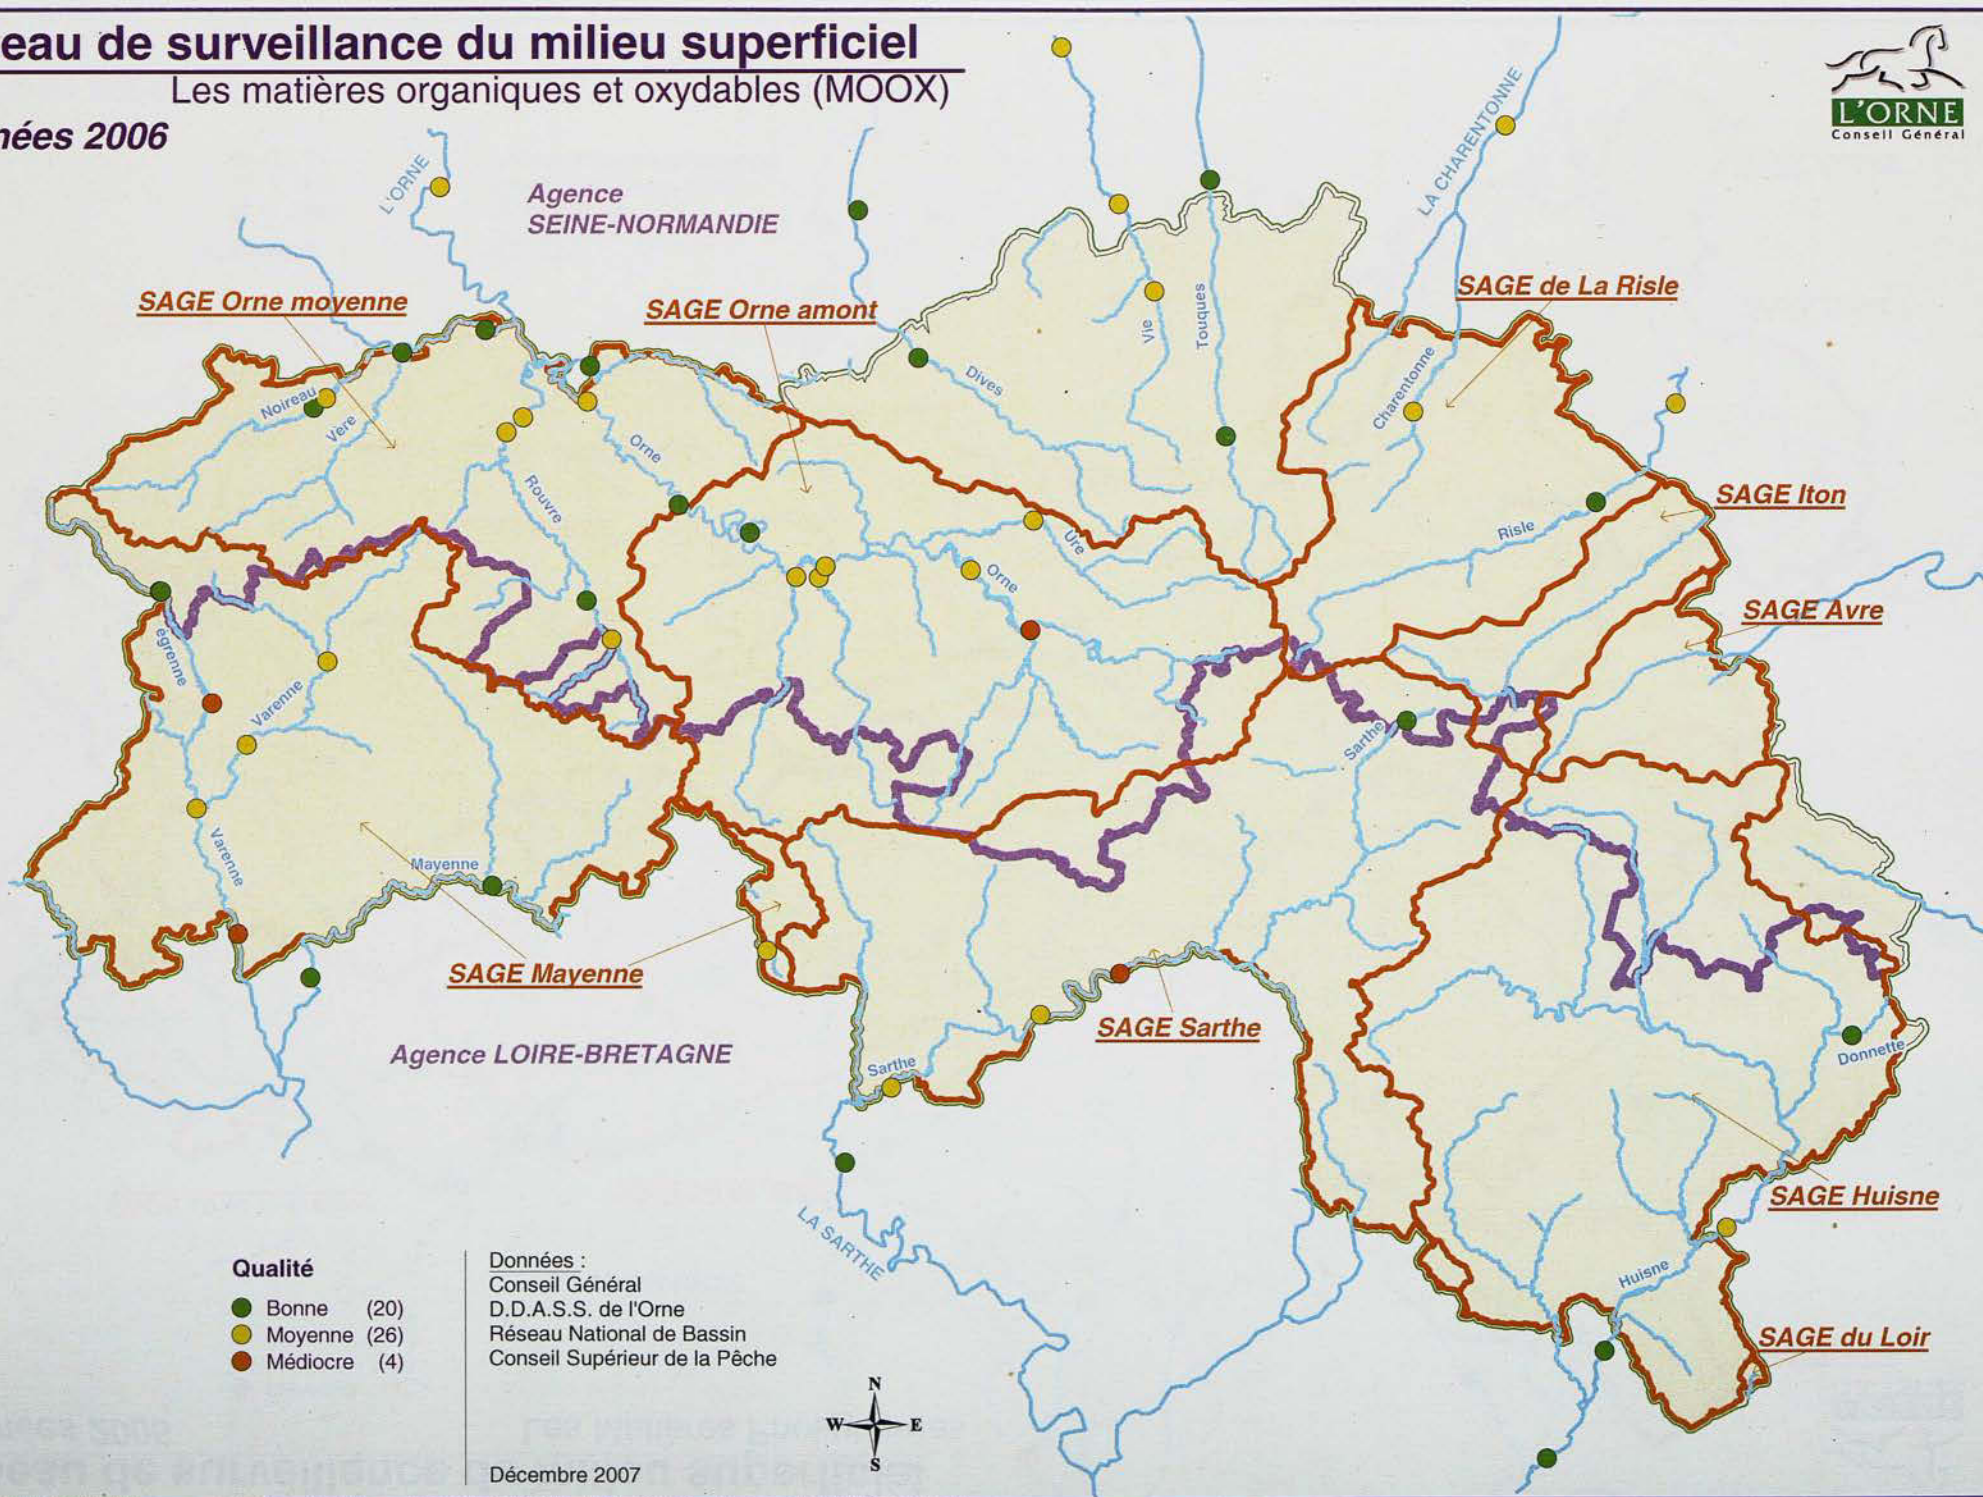 eau de surveillance du milieu superficiel
Les matières organiques et oxydables (MOOX)
nées 2006
L'ORNE
Conseil Général
L'ORNE
Agence
SEINE-NORMANDIE
LA CHARENTONNE
SAGE Orne moyenne
SAGE Orne amont
SAGE de La Risle
Vie
Touques
Charentonne
Dives
Noireau
Vère
Orne
Rouvre
SAGE Iton
Risle
Ure
Orne
SAGE Avre
égrenne
Varenne
Sarthe
Varenne
Mayenne
SAGE Mayenne
SAGE Sarthe
Agence LOIRE-BRETAGNE
Sarthe
Donnette
SAGE Huisne
LA SARTHE
Huisne
SAGE du Loir
Qualité
Bonne (20)
Moyenne (26)
Médiocre (4)
Données :
Conseil Général
D.D.A.S.S. de l'Orne
Réseau National de Bassin
Conseil Supérieur de la Pêche
Décembre 2007
N
W E
S